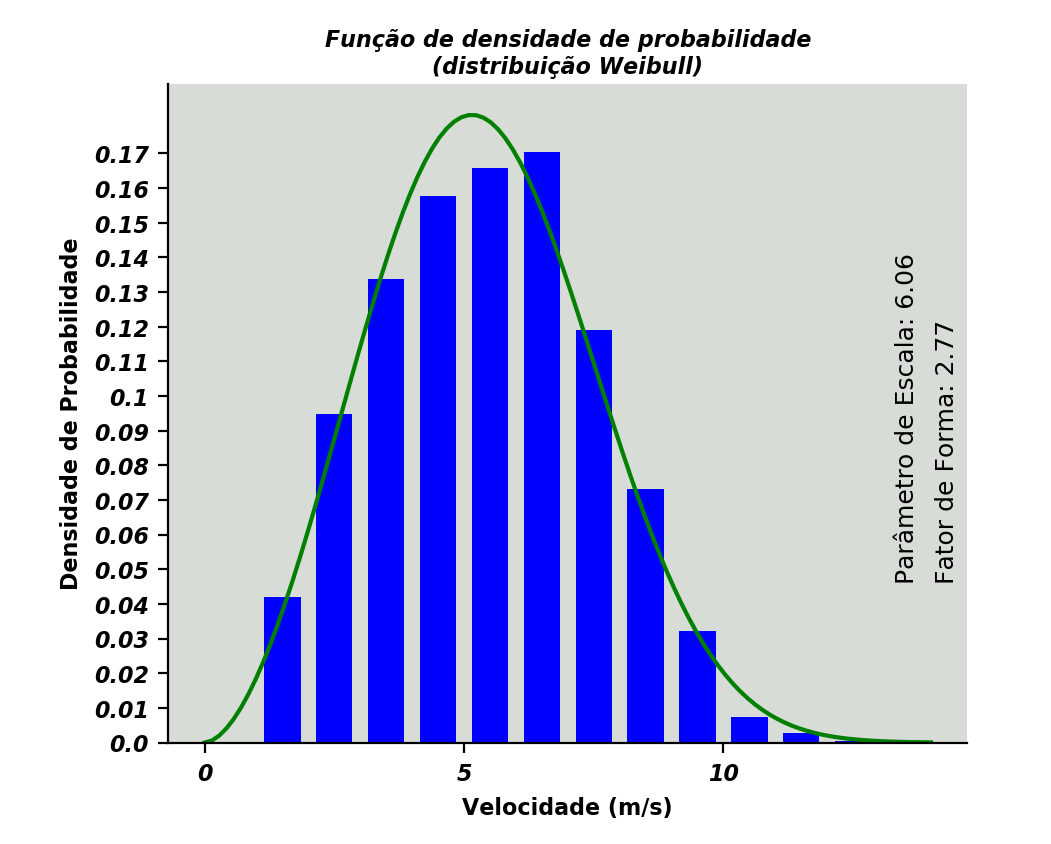 Função de densidade de probabilidade
(distribuição Weibull)
Densidade de Probabilidade
0.17
0.16
0.15
0.14
0.13
0.12
0.11
0.1
0.09
0.08
0.07
0.06
0.05
0.04
0.03
0.02
0.01
0.0
0 5 10
Velocidade (m/s)
Parâmetro de Escala: 6.06
Fator de Forma: 2.77